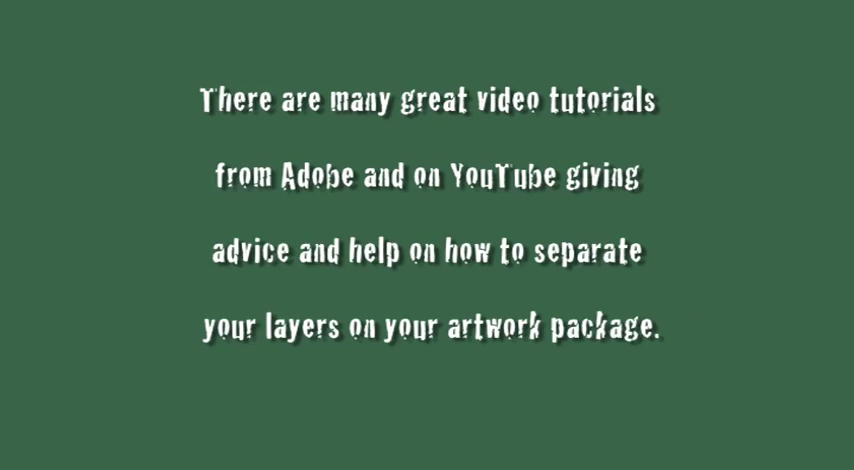 There are many great video tutorials
from Adobe and on YouTube giving
advice and help on how to separate
your layers on your artwork package.